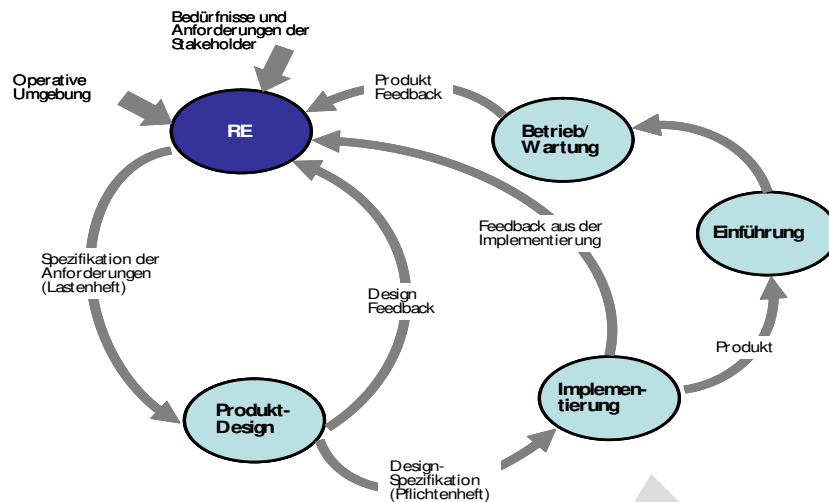 Bedürfnisse und
Anforderungen der
Stakeholder
Operative
Umgebung
RE
Produkt
Feedback
Betrieb/
Wartung
Einführung
Feedback aus der
Implementierung
Spezifikation der
Anforderungen
(Lastenheft)
Design
Feedback
Produkt
Implemen-
tierung
Produkt-
Design
Design-
Spezifikation
(Pflichtenheft)